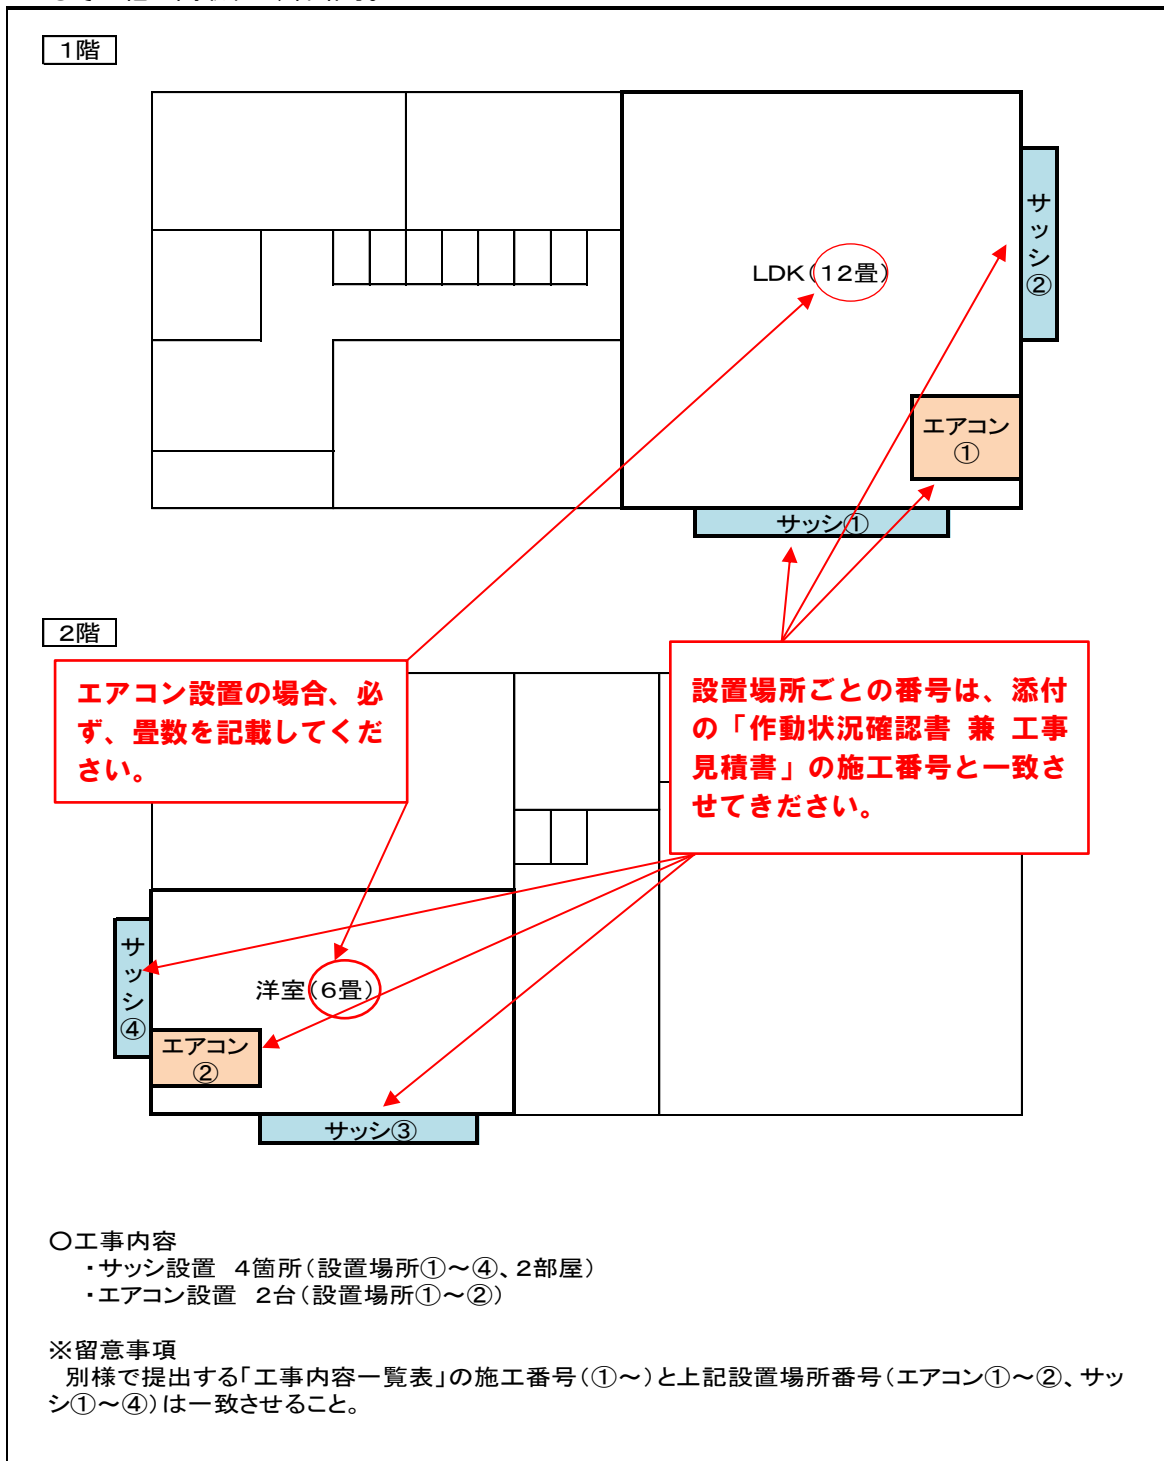 1階
サッシ②
LDK(12畳)
エアコン
①
サッシ①
2階
エアコン設置の場合、必
ず、畳数を記載してくだ
さい。
設置場所ごとの番号は、添付
の「作動状況確認書 兼 工事
見積書」の施工番号と一致さ
せてきださい。
サッシ④
洋室(6畳)
エアコン
②
サッシ③
〇工事内容
・サッシ設置 4箇所(設置場所①～④、2部屋)
・エアコン設置 2台(設置場所①～②)
※留意事項
別様で提出する「工事内容一覧表」の施工番号(①～)と上記設置場所番号(エアコン①～②、サッ
シ①～④)は一致させること。